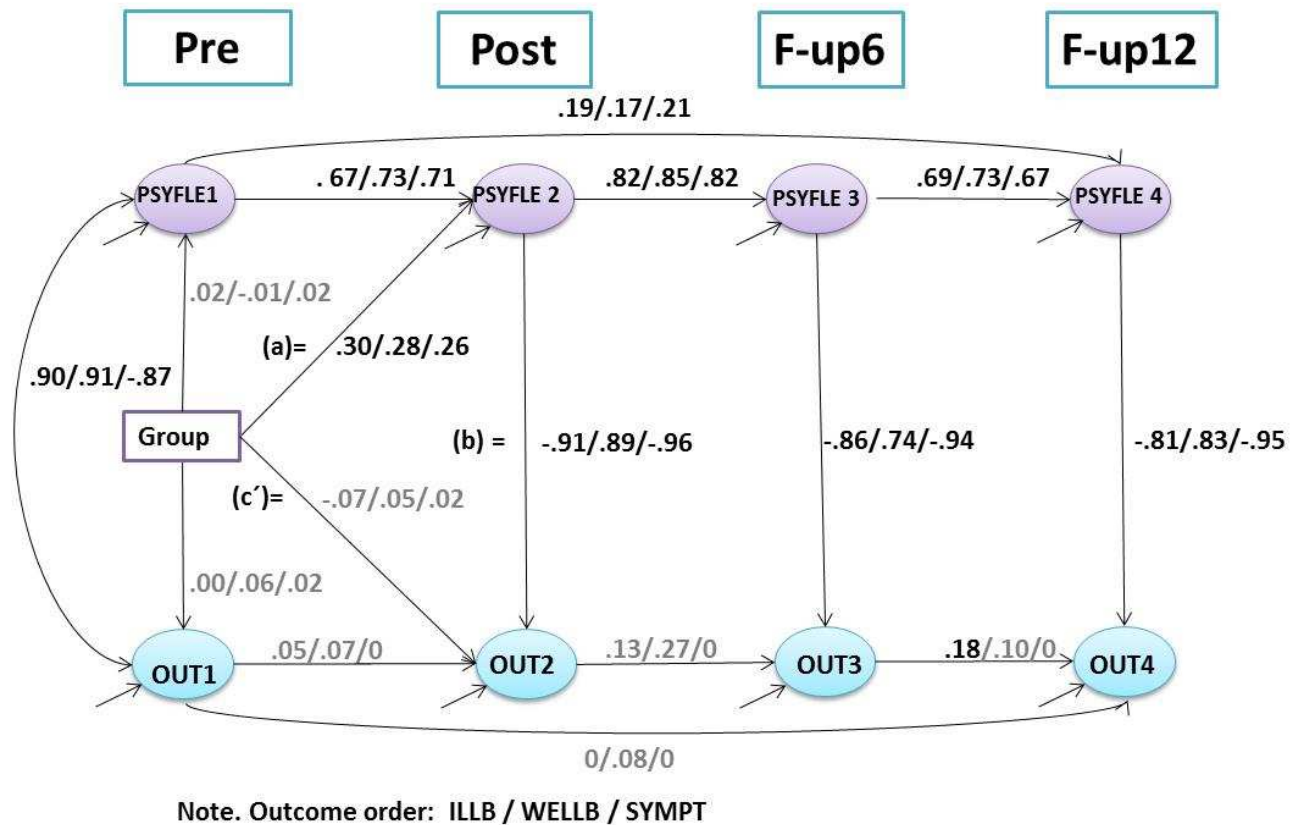 Pre Post F-up6 F-up12
.19/.17/.21
PSYFLE1 . 67/.73/.71 PSYFLE 2 .82/.85/.82 PSYFLE 3 .69/.73/.67 PSYFLE 4
.02/-.01/.02
(a)= .30/.28/.26
.90/.91/-.87
Group (b) = -.91/.89/-.96 -.86/.74/-.94 -.81/.83/-.95
(c´)= -.07/.05/.02
.00/.06/.02
OUT1 .05/.07/0 OUT2 .13/.27/0 OUT3 .18/.10/0 OUT4
0/.08/0
Note. Outcome order: ILLB / WELLB / SYMPT